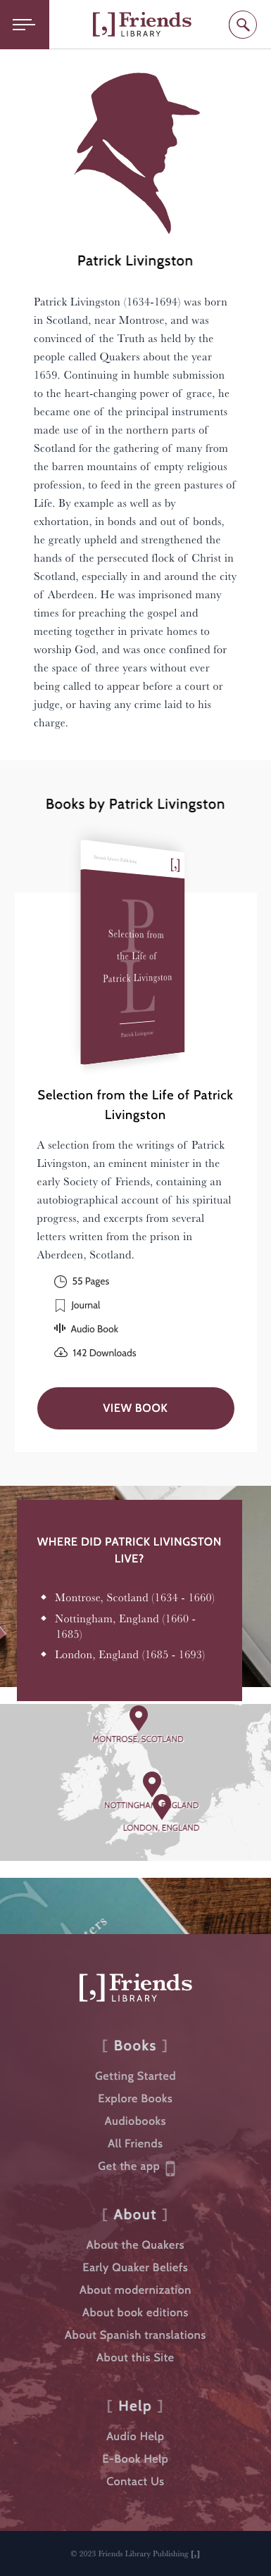 [,] Friends
LIBRARY
Patrick Livingston
Patrick Livingston (1634-1694) was born
in Scotland, near Montrose, and was
convinced of the Truth as held by the
people called Quakers about the year
1659. Continuing in humble submission
to the heart-changing power of grace, he
became one of the principal instruments
made use of in the northern parts of
Scotland for the gathering of many from
the barren mountains of empty religious
profession, to feed in the green pastures of
Life. By example as well as by
exhortation, in bonds and out of bonds,
he greatly upheld and strengthened the
hands of the persecuted flock of Christ in
Scotland, especially in and around the city
of Aberdeen. He was imprisoned many
times for preaching the gospel and
meeting together in private homes to
worship God, and was once confined for
the space of three years without ever
being called to appear before a court or
judge, or having any crime laid to his
charge.
Books by Patrick Livingston
Friends Library Publishing
[,]
P
L
Selection from
the Life of
Patrick Livingston
Patrick Livingston
Selection from the Life of Patrick
Livingston
A selection from the writings of Patrick
Livingston, an eminent minister in the
early Society of Friends, containing
autobiographical account of his spiritual
progress, and excerpts from several
letters written from the prison in
Aberdeen, Scotland.
55 Pages
Journal
Audio Book
142 Downloads
VIEW BOOK
WHERE DID PATRICK LIVINGSTON
LIVE?
Montrose, Scotland (1634 - 1660)
Nottingham, England (1660 -
1685)
London, England (1685 - 1693)
MONTROSE, SCOTLAND
NOTTINGHAM, ENGLAND
LONDON, ENGLAND
[,] Friends
LIBRARY
[ Books ]
Getting Started
Explore Books
Audiobooks
All Friends
Get the app
[ About ]
About the Quakers
Early Quaker Beliefs
About modernization
About book editions
About Spanish translations
About this Site
[ Help ]
Audio Help
E-Book Help
Contact Us
© 2023 Friends Library Publishing [,]